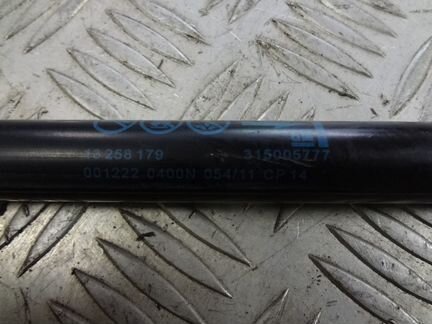 13 258 179 315005777
001222 0400N 054/11 CP 14